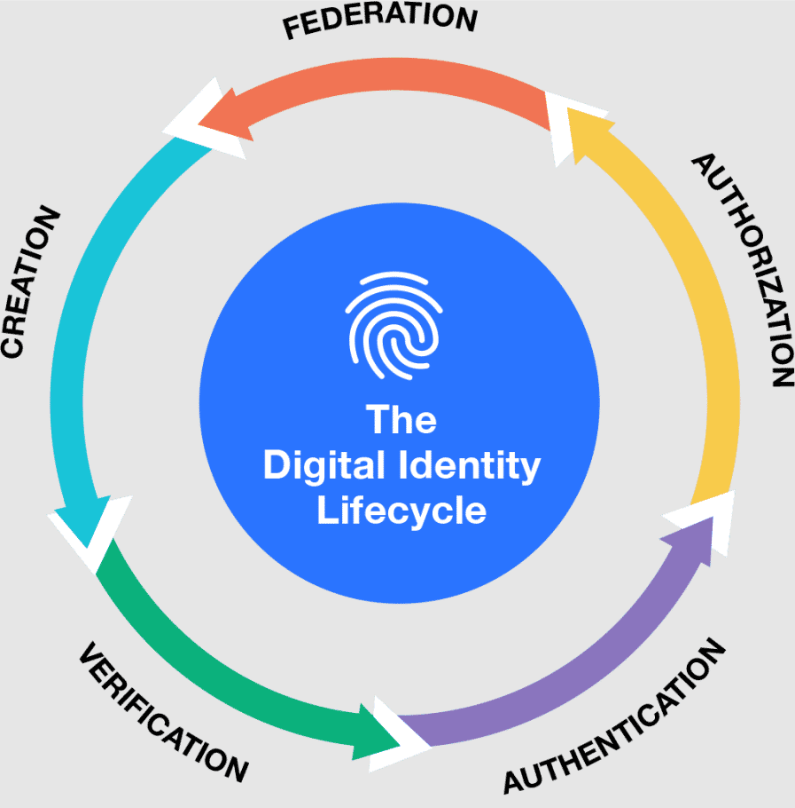 FEDERATION
AUTHORIZATION
CREATION
The
Digital Identity
Lifecycle
VERIFICATION
AUTHENTICATION